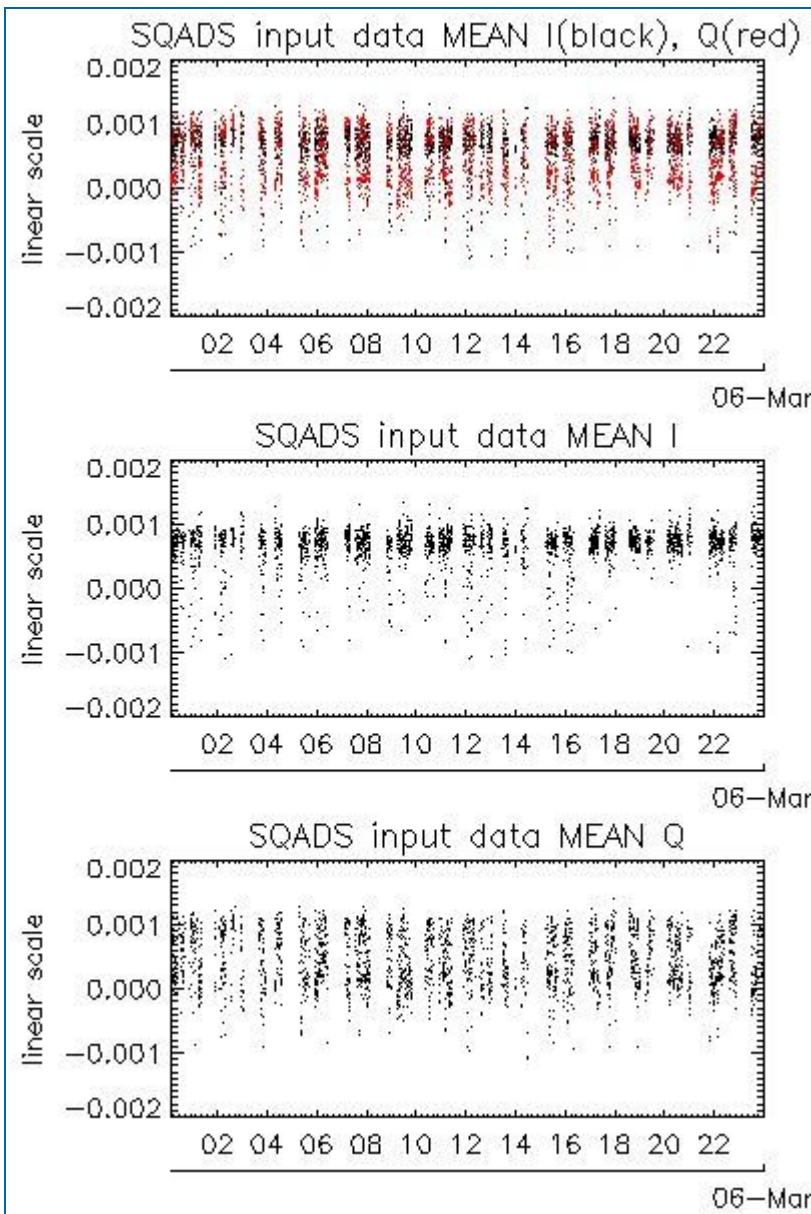 SQADS input data MEAN I(black), Q(red)
linear scale
0.002
0.001
0.000
-0.001
-0.002
02 04 06 08 10 12 14 16 18 20 22
06-Mar
SQADS input data MEAN I
linear scale
0.002
0.001
0.000
-0.001
-0.002
02 04 06 08 10 12 14 16 18 20 22
06-Mar
SQADS input data MEAN Q
linear scale
0.002
0.001
0.000
-0.001
-0.002
02 04 06 08 10 12 14 16 18 20 22
06-Mar